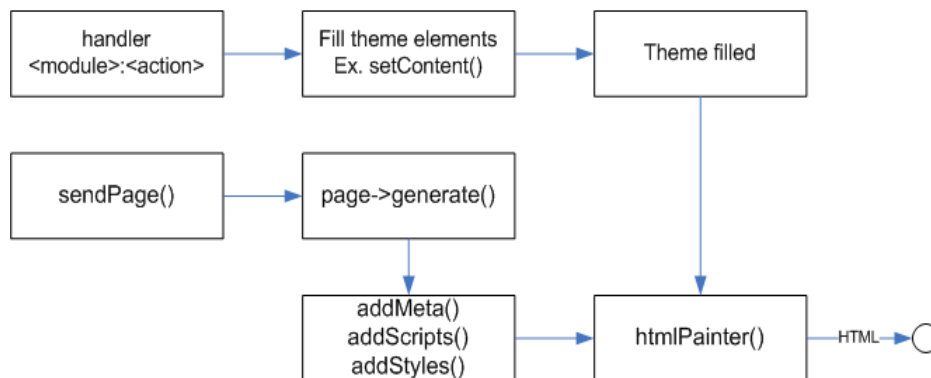 handler
<module>:<action>
Fill theme elements
Ex. setContent()
Theme filled
sendPage()
page->generate()
addMeta()
addScripts()
addStyles()
htmlPainter()
HTML